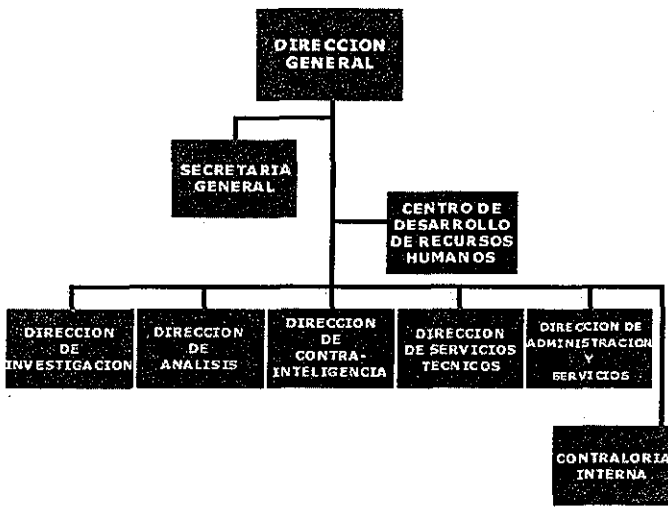 DIRECCION
GENERAL
SECRETARIA
GENERAL
CENTRO DE
DESARROLLO
DE RECURSOS
HUMANOS
DIRECCION
DE
INVESTIGACION
DIRECCION
DE
ANALISIS
DIRECCION
DE
CONTRA-
INTELIGENCIA
DIRECCION
DE SERVICIOS
TECNICOS
DIRECCION DE
ADMINISTRACION
Y
SERVICIOS
CONTRALORIA
INTERNA